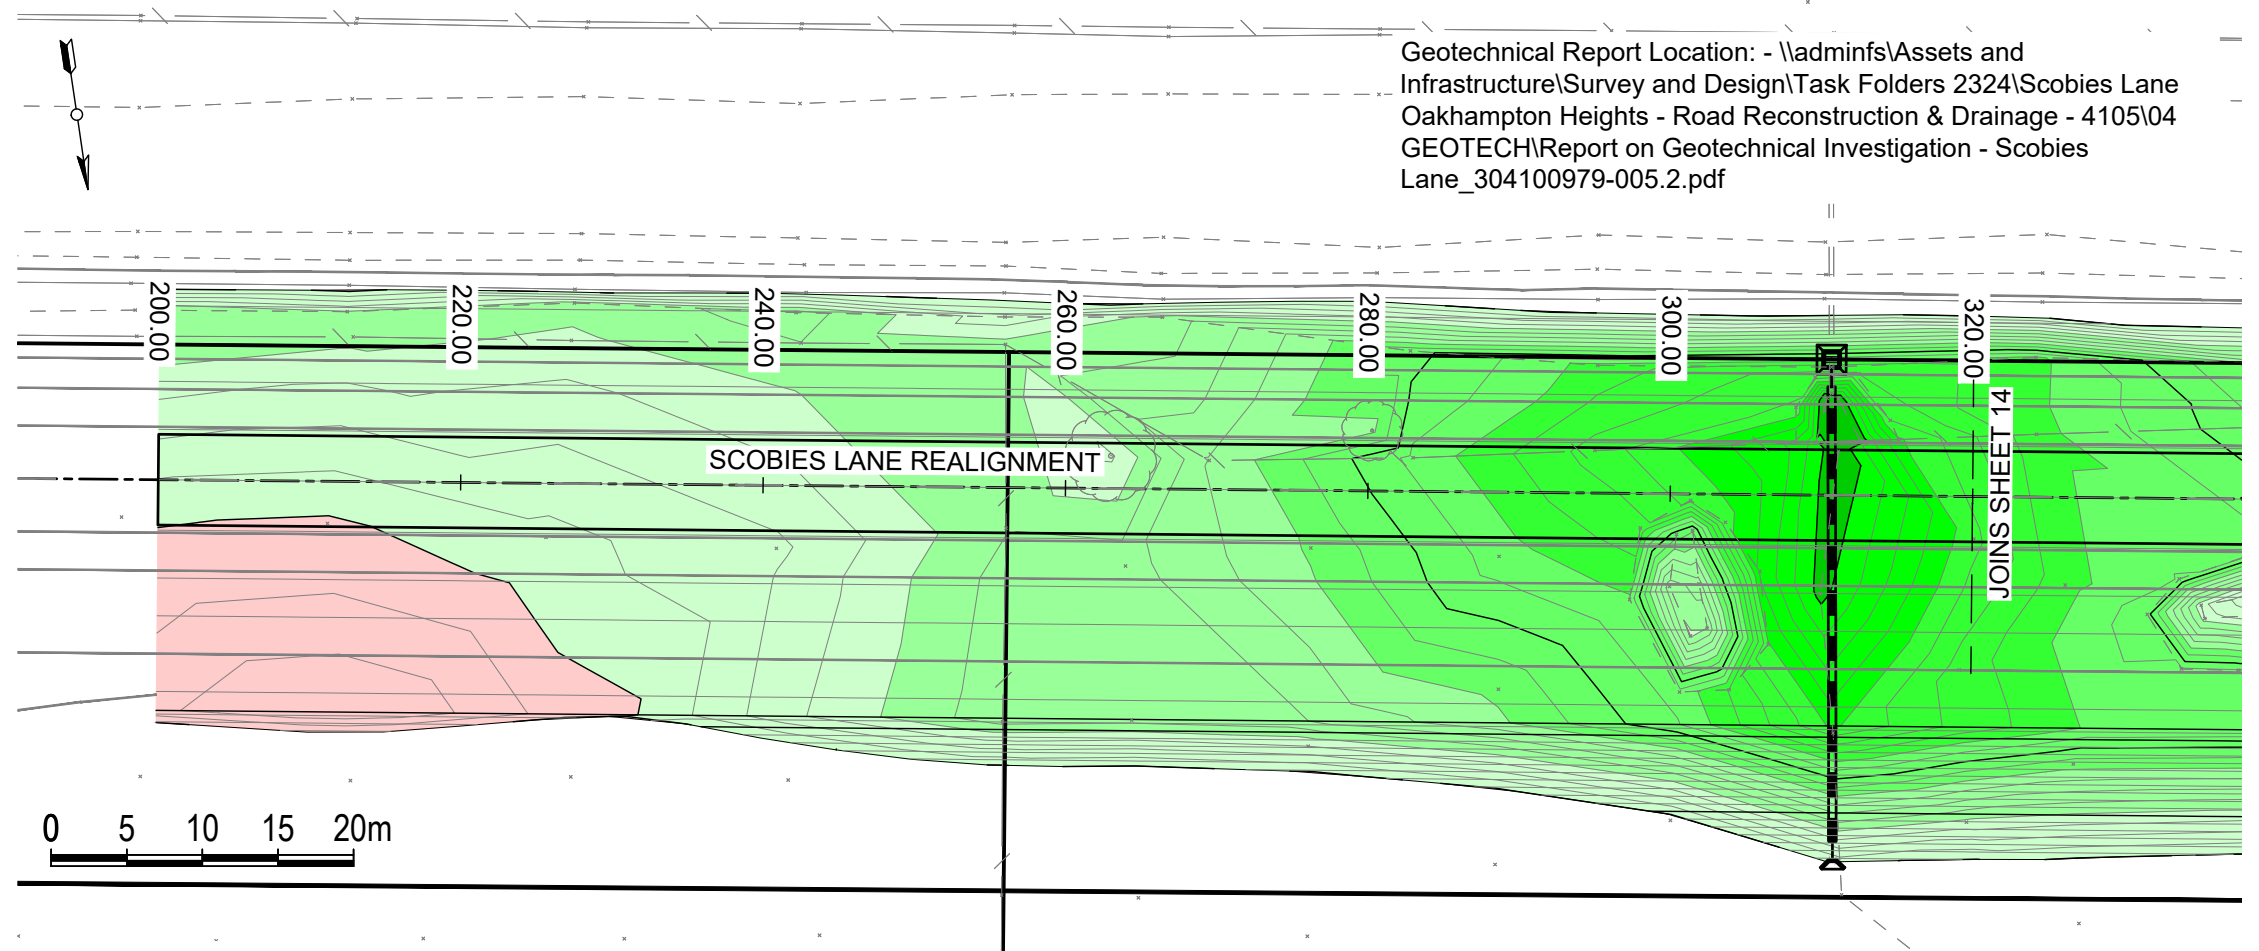 Geotechnical Report Location: - \\adminfs\Assets and
Infrastructure\Survey and Design\Task Folders 2324\Scobies Lane
Oakhampton Heights - Road Reconstruction & Drainage - 4105\04
GEOTECH\Report on Geotechnical Investigation - Scobies
Lane_304100979-005.2.pdf
200.00
220.00
240.00
260.00
280.00
300.00
320.00
SCOBIES LANE REALIGNMENT
JOINS SHEET 14
0 5 10 15 20m